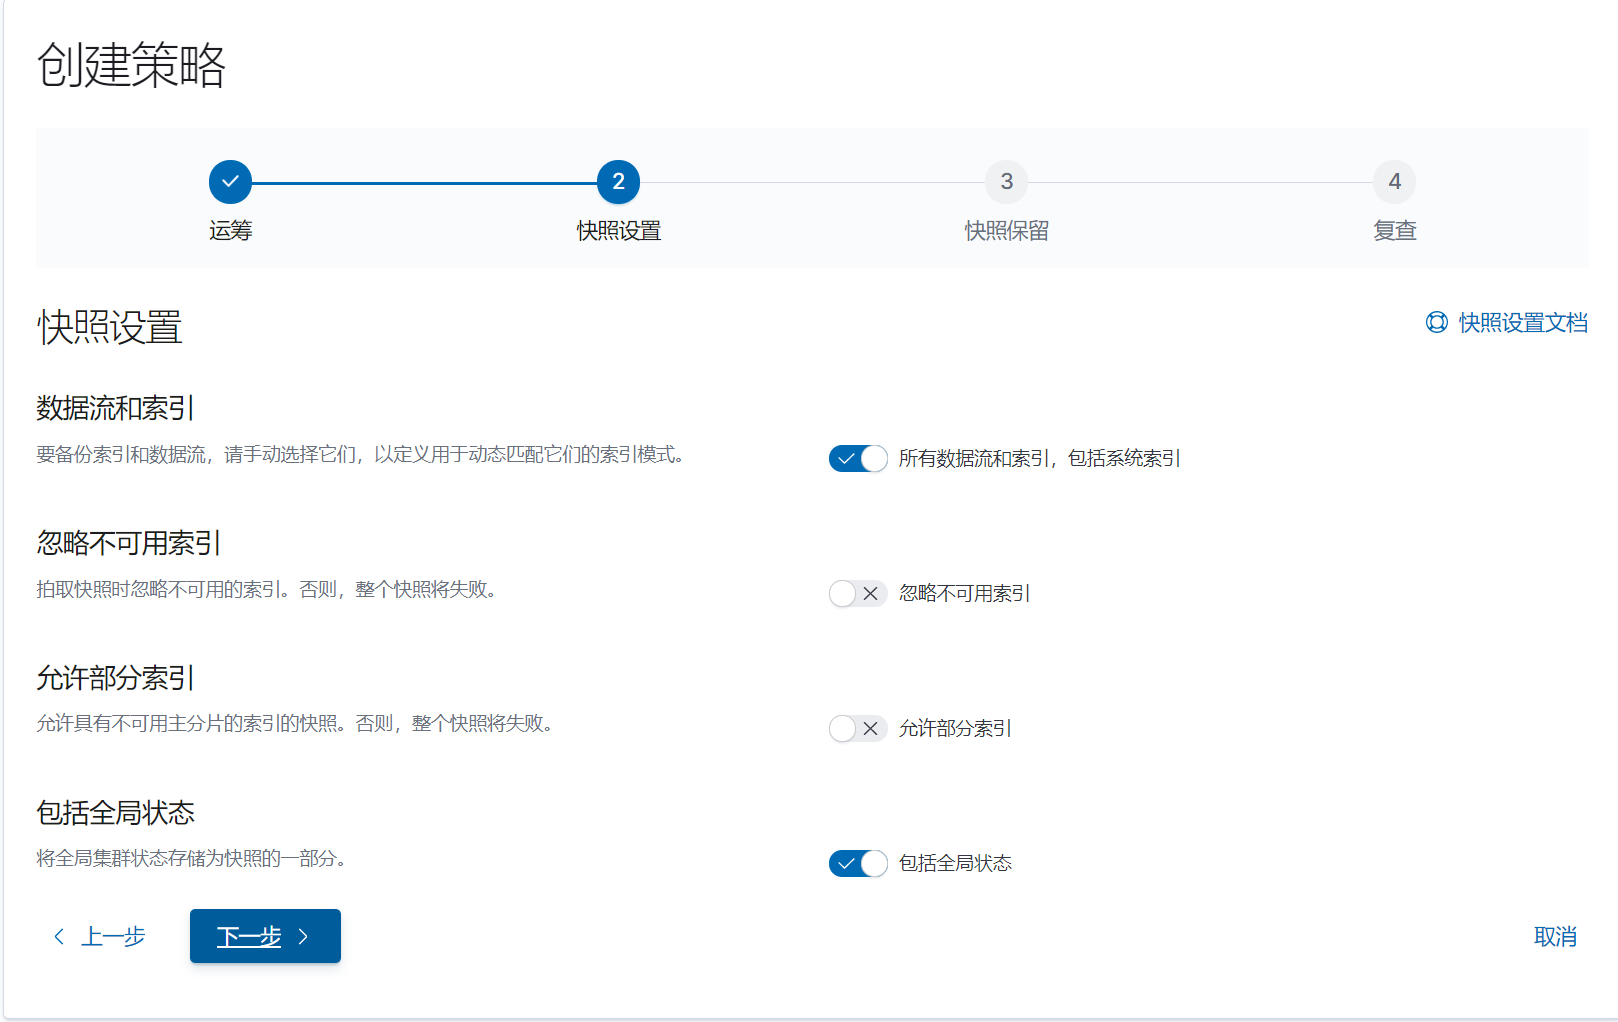 创建策略
2
3
4
运筹
快照设置
快照保留
复查
快照设置
快照设置文档
数据流和索引
要备份索引和数据流，请手动选择它们，以定义用于动态匹配它们的索引模式。
所有数据流和索引，包括系统索引
忽略不可用索引
拍取快照时忽略不可用的索引。否则，整个快照将失败。
忽略不可用索引
允许部分索引
允许具有不可用主分片的索引的快照。否则，整个快照将失败。
允许部分索引
包括全局状态
将全局集群状态存储为快照的一部分。
包括全局状态
上一步
下一步
取消